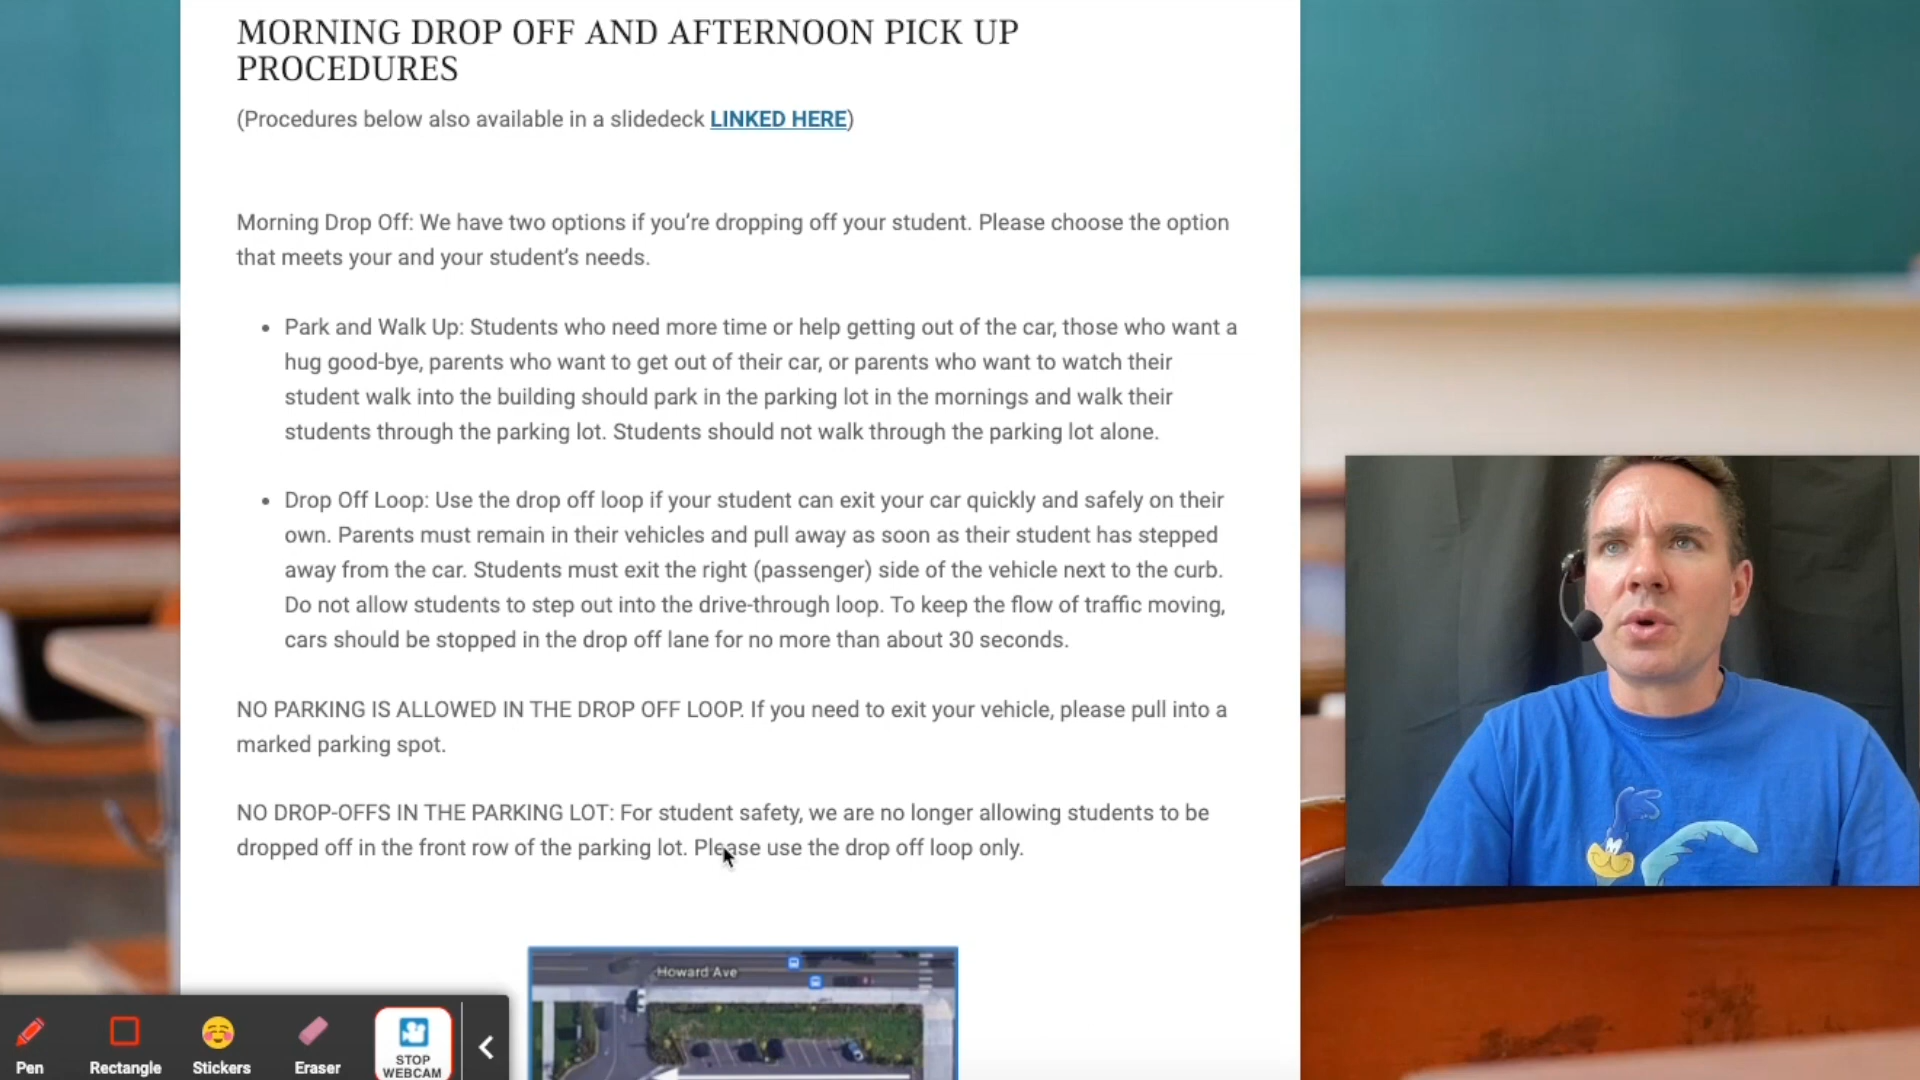 MORNING DROP OFF AND AFTERNOON PICK UP
PROCEDURES
(Procedures below also available in a slidedeck LINKED HERE)
Morning Drop Off: We have two options if you’re dropping off your student. Please choose the option
that meets your and your student’s needs.
• Park and Walk Up: Students who need more time or help getting out of the car, those who want a
hug good-bye, parents who want to get out of their car, or parents who want to watch their
student walk into the building should park in the parking lot in the mornings and walk their
students through the parking lot. Students should not walk through the parking lot alone.
• Drop Off Loop: Use the drop off loop if your student can exit your car quickly and safely on their
own. Parents must remain in their vehicles and pull away as soon as their student has stepped
away from the car. Students must exit the right (passenger) side of the vehicle next to the curb.
Do not allow students to step out into the drive-through loop. To keep the flow of traffic moving,
cars should be stopped in the drop off lane for no more than about 30 seconds.
NO PARKING IS ALLOWED IN THE DROP OFF LOOP. If you need to exit your vehicle, please pull into a
marked parking spot.
NO DROP-OFFS IN THE PARKING LOT: For student safety, we are no longer allowing students to be
dropped off in the front row of the parking lot. Please use the drop off loop only.
Howard Ave
Pen
Rectangle
Stickers
Eraser
STOP
WEBCAM